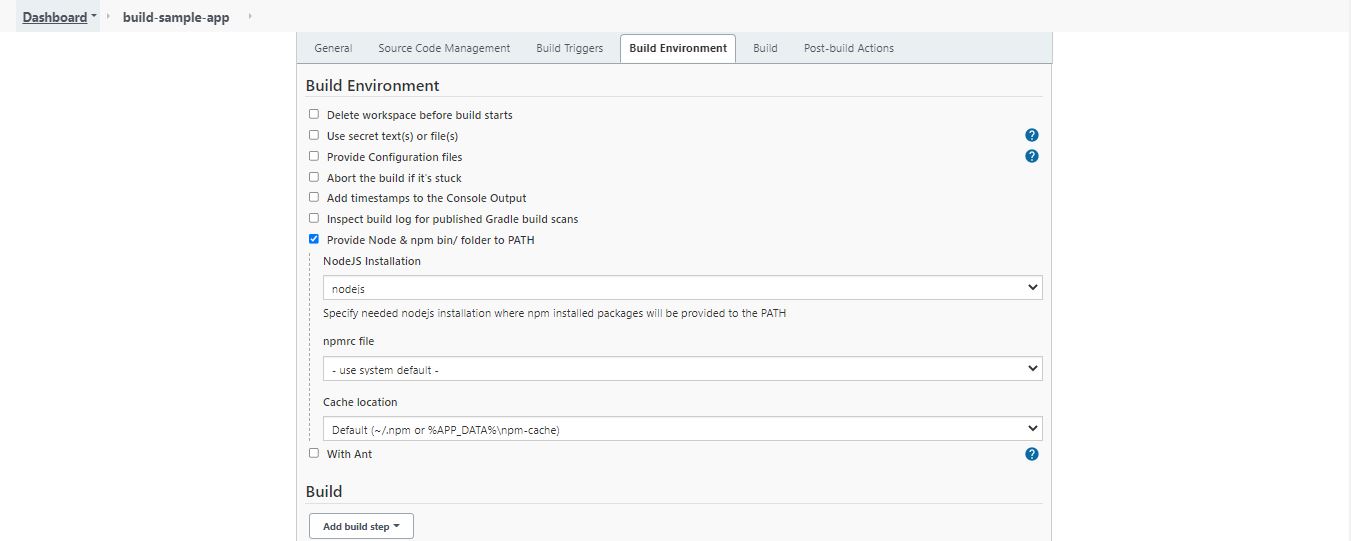 Dashboard build-sample-app
General Source Code Management Build Triggers Build Environment Build Post-build Actions
Build Environment
Delete workspace before build starts
Use secret text(s) or file(s) ?
Provide Configuration files ?
Abort the build if it's stuck
Add timestamps to the Console Output
Inspect build log for published Gradle build scans
Provide Node & npm bin/ folder to PATH
NodeJS Installation
nodejs
Specify needed nodejs installation where npm installed packages will be provided to the PATH
npmrc file
- use system default -
Cache location
Default (~/.npm or %APP_DATA%\npm-cache)
With Ant ?
Build
Add build step